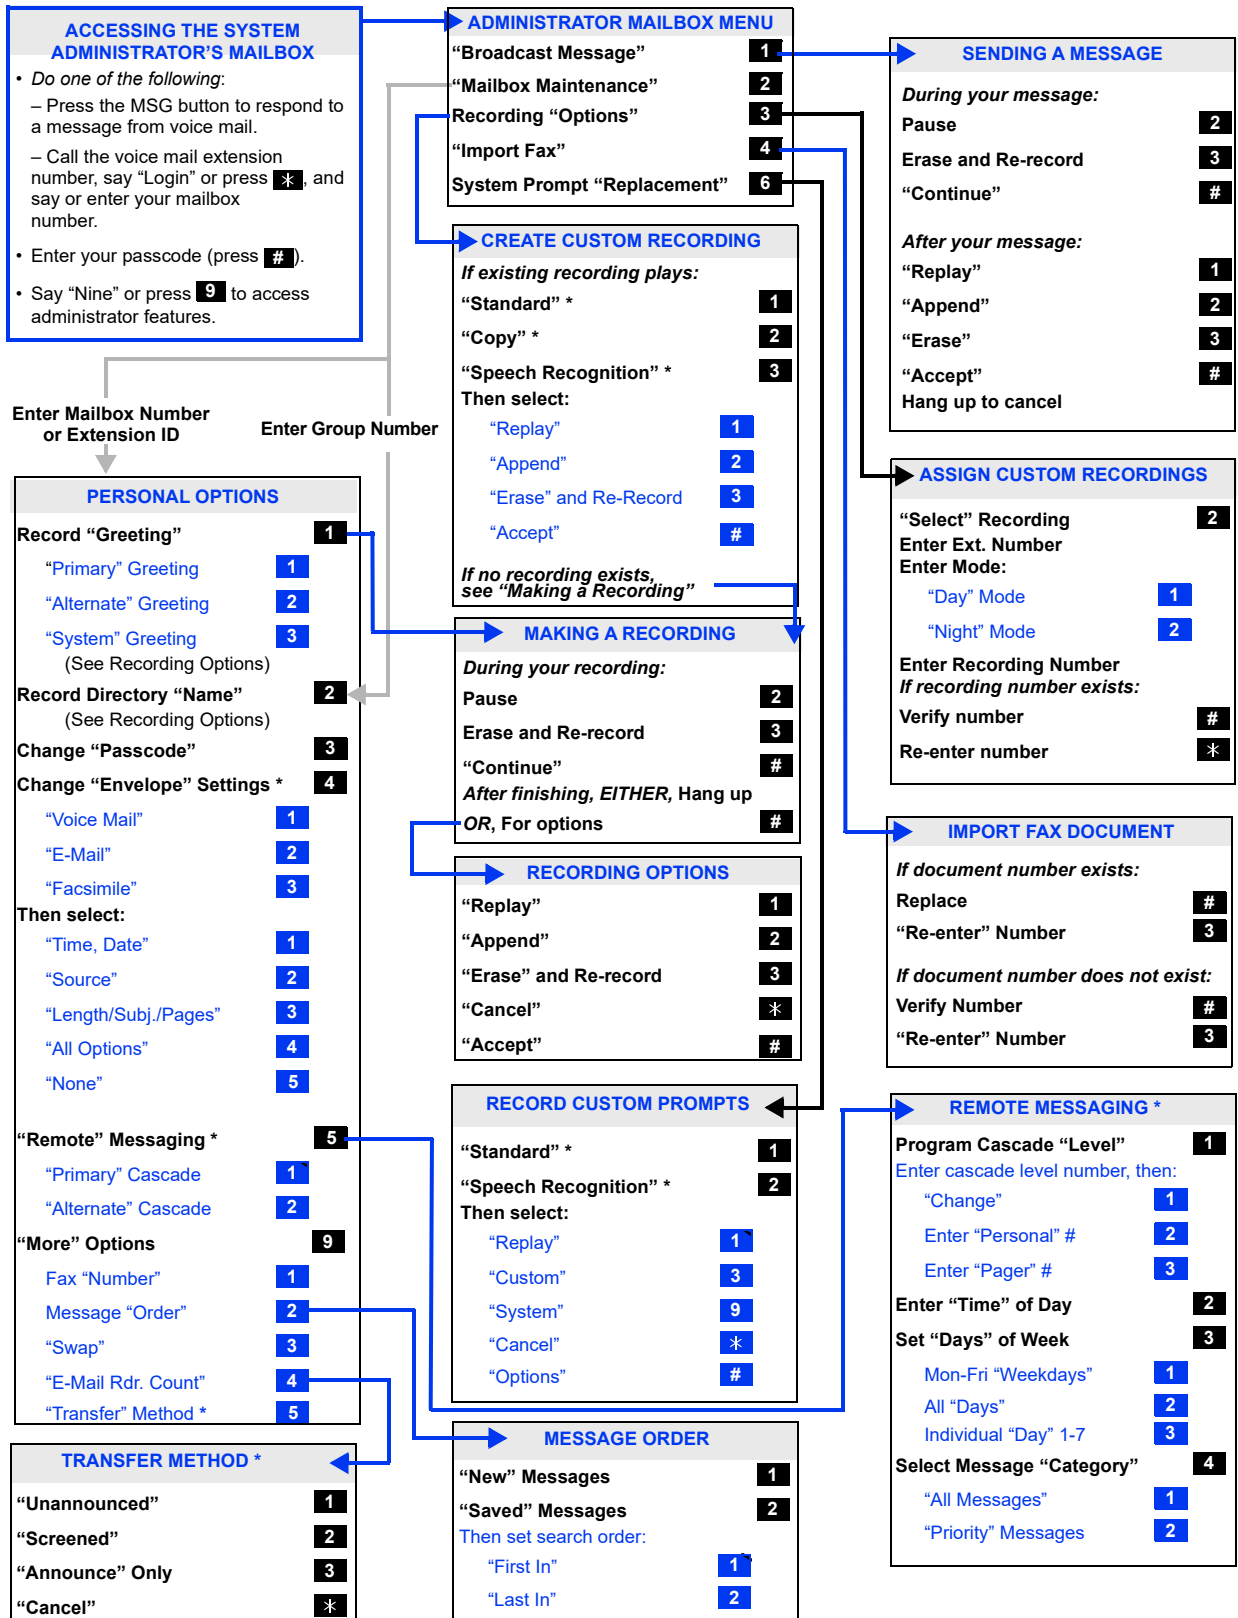 ACCESSING THE SYSTEM
ADMINISTRATOR'S MAILBOX
• Do one of the following:
– Press the MSG button to respond to
a message from voice mail.
– Call the voice mail extension
number, say “Login” or press *, and
say or enter your mailbox
number.
• Enter your passcode (press #).
• Say “Nine” or press 9 to access
administrator features.
Enter Mailbox Number
or Extension ID
Enter Group Number
PERSONAL OPTIONS
Record “Greeting” 1
“Primary” Greeting 1
“Alternate” Greeting 2
“System” Greeting 3
(See Recording Options)
Record Directory “Name” 2
(See Recording Options)
Change “Passcode” 3
Change “Envelope” Settings * 4
“Voice Mail” 1
“E-Mail” 2
“Facsimile” 3
Then select:
“Time, Date” 1
“Source” 2
“Length/Subj./Pages” 3
“All Options” 4
“None” 5
“Remote” Messaging * 5
“Primary” Cascade 1
“Alternate” Cascade 2
“More” Options 9
Fax “Number” 1
Message “Order” 2
“Swap” 3
“E-Mail Rdr. Count” 4
“Transfer” Method * 5
TRANSFER METHOD *
“Unannounced” 1
“Screened” 2
“Announce” Only 3
“Cancel” *
ADMINISTRATOR MAILBOX MENU
“Broadcast Message” 1
“Mailbox Maintenance” 2
Recording “Options” 3
“Import Fax” 4
System Prompt “Replacement” 6
CREATE CUSTOM RECORDING
If existing recording plays:
“Standard” * 1
“Copy” * 2
“Speech Recognition” * 3
Then select:
“Replay” 1
“Append” 2
“Erase” and Re-Record 3
“Accept” #
If no recording exists,
see “Making a Recording”
MAKING A RECORDING
During your recording:
Pause 2
Erase and Re-record 3
“Continue” #
After finishing, EITHER, Hang up
OR, For options #
RECORDING OPTIONS
“Replay” 1
“Append” 2
“Erase” and Re-record 3
“Cancel” *
“Accept” #
RECORD CUSTOM PROMPTS
“Standard” * 1
“Speech Recognition” * 2
Then select:
“Replay” 1
“Custom” 3
“System” 9
“Cancel” *
“Options” #
MESSAGE ORDER
“New” Messages 1
“Saved” Messages 2
Then set search order:
“First In” 1
“Last In” 2
SENDING A MESSAGE
During your message:
Pause 2
Erase and Re-record 3
“Continue” #
After your message:
“Replay” 1
“Append” 2
“Erase” 3
“Accept” #
Hang up to cancel
ASSIGN CUSTOM RECORDINGS
“Select” Recording 2
Enter Ext. Number
Enter Mode:
“Day” Mode 1
“Night” Mode 2
Enter Recording Number
If recording number exists:
Verify number #
Re-enter number *
IMPORT FAX DOCUMENT
If document number exists:
Replace #
“Re-enter” Number 3
If document number does not exist:
Verify Number #
“Re-enter” Number 3
REMOTE MESSAGING *
Program Cascade “Level” 1
Enter cascade level number, then:
“Change” 1
Enter “Personal” # 2
Enter “Pager” # 3
Enter “Time” of Day 2
Set “Days” of Week 3
Mon-Fri “Weekdays” 1
All “Days” 2
Individual “Day” 1-7 3
Select Message “Category” 4
“All Messages” 1
“Priority” Messages 2